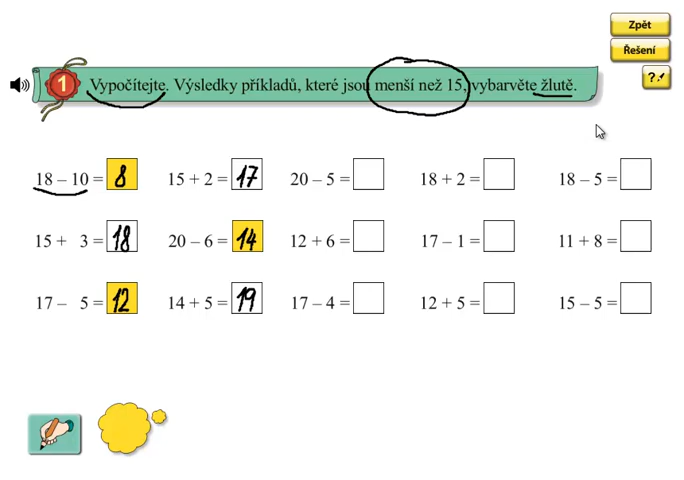 Zpět
Řešení
?
1 Vypočítejte. Výsledky příkladů, které jsou menší než 15, vybarvěte žlutě.
18 – 10 = 8 15 + 2 = 17 20 – 5 = 18 + 2 = 18 – 5 =
15 + 3 = 18 20 – 6 = 14 12 + 6 = 17 – 1 = 11 + 8 =
17 – 5 = 12 14 + 5 = 19 17 – 4 = 12 + 5 = 15 – 5 =